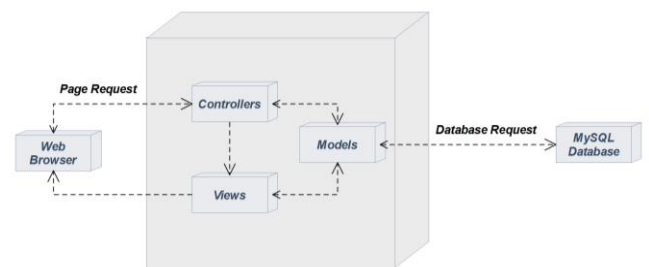 Page Request
Controllers
Web
Browser
Models
Database Request
MySQL
Database
Views